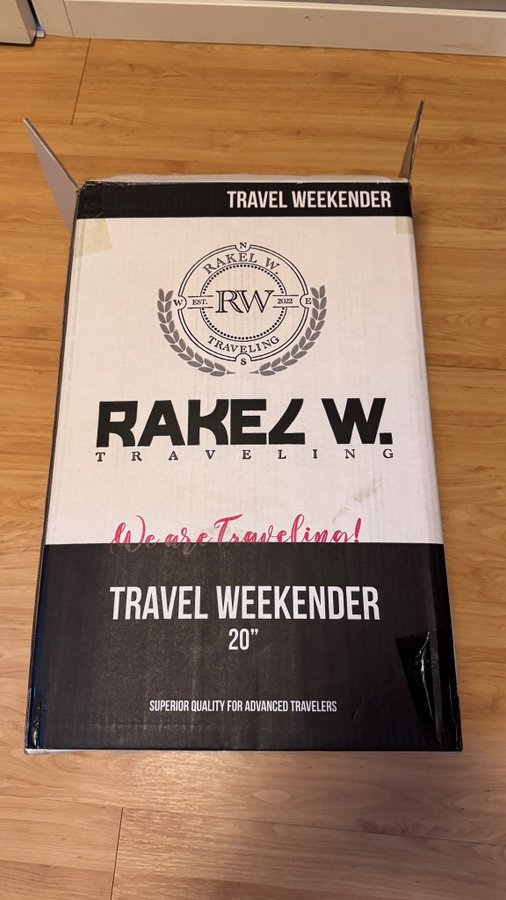 TRAVEL WEEKENDER
N
RAKEL W.
W EST. RW 2022 E
TRAVELING
S
RAKEL W.
TRAVELING
We are Traveling!
TRAVEL WEEKENDER
20”
SUPERIOR QUALITY FOR ADVANCED TRAVELERS